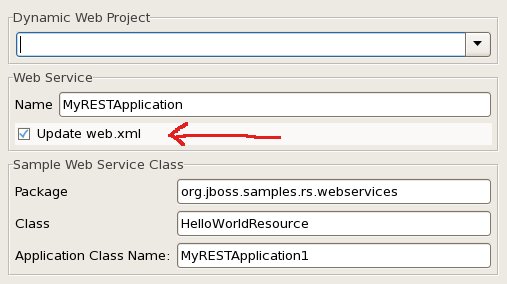 Dynamic Web Project
Web Service
Name MyRESTApplication
Update web.xml
Sample Web Service Class
Package org.jboss.samples.rs.webservices
Class HelloWorldResource
Application Class Name: MyRESTApplication1